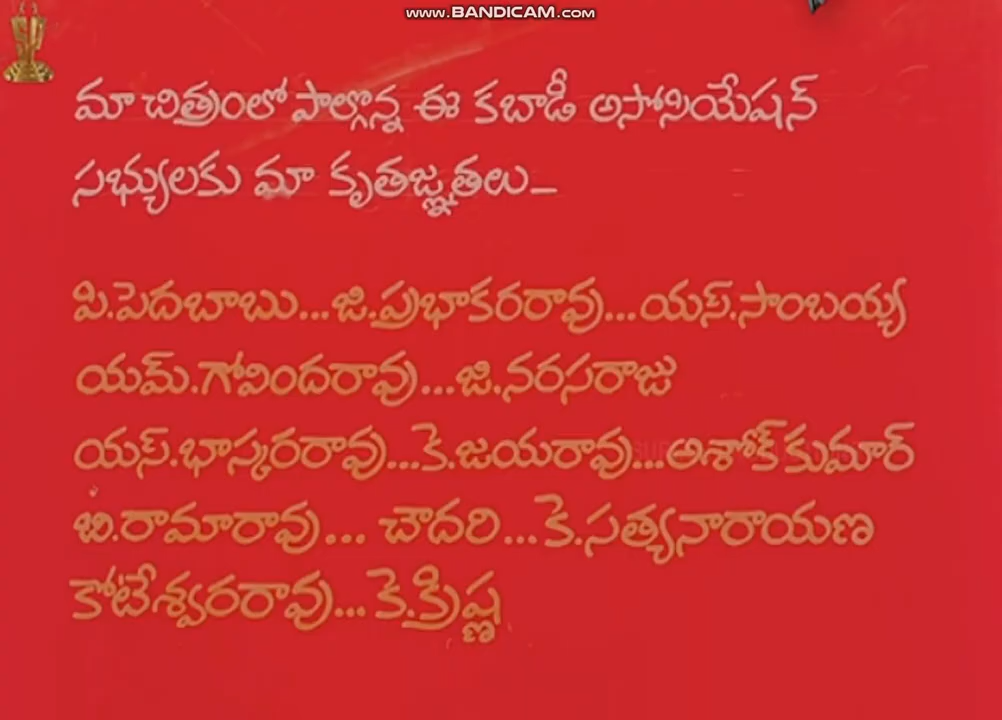 www.BANDICAM.com
మా చిత్రంలో పాల్గొన్న ఈ కబాడీ అసోసియేషన్
సభ్యులకు మా కృతజ్ఞతలు_
పి.పెదబాబు...జి.ప్రభాకరరావు...యస్.సాంబయ్య
యమ్.గోవిందరావు...జి.నరసరాజు
యస్.భాస్కరరావు...కె.జయరావు...అశోక్ కుమార్
బి.రామారావు... చౌదరి...కె.సత్యనారాయణ
కోటేశ్వరరావు...కె.క్రిష్ణ